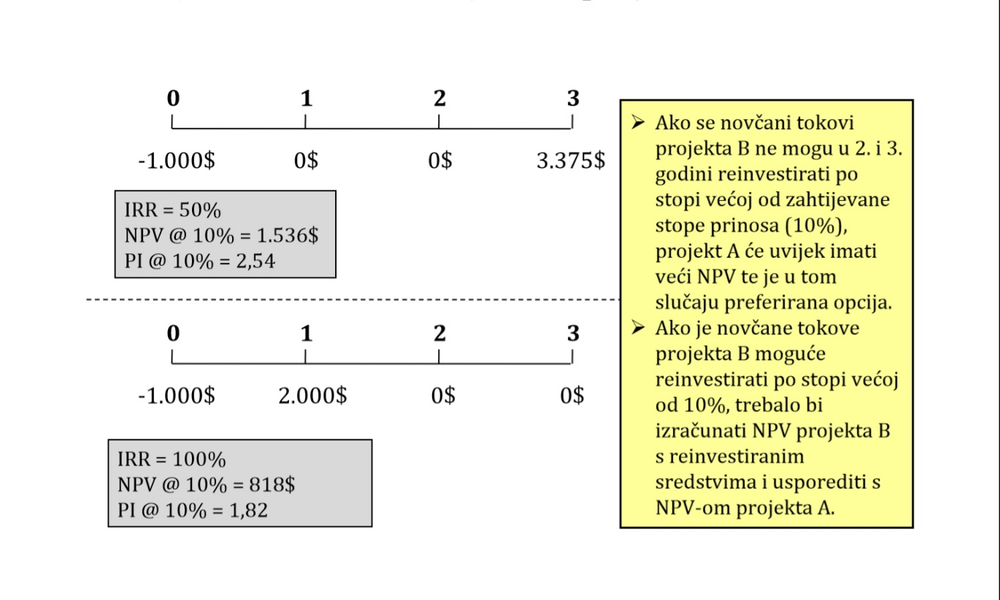 0 1 2 3
-1.000$ 0$ 0$ 3.375$
IRR = 50%
NPV @ 10% = 1.536$
PI @ 10% = 2,54
0 1 2 3
-1.000$ 2.000$ 0$ 0$
IRR = 100%
NPV @ 10% = 818$
PI @ 10% = 1,82
➢ Ako se novčani tokovi
projekta B ne mogu u 2. i 3.
godini reinvestirati po
stopi većoj od zahtijevane
stope prinosa (10%),
projekt A će uvijek imati
veći NPV te je u tom
slučaju preferirana opcija.
➢ Ako je novčane tokove
projekta B moguće
reinvestirati po stopi većoj
od 10%, trebalo bi
izračunati NPV projekta B
s reinvestiranim
sredstvima i usporediti s
NPV-om projekta A.